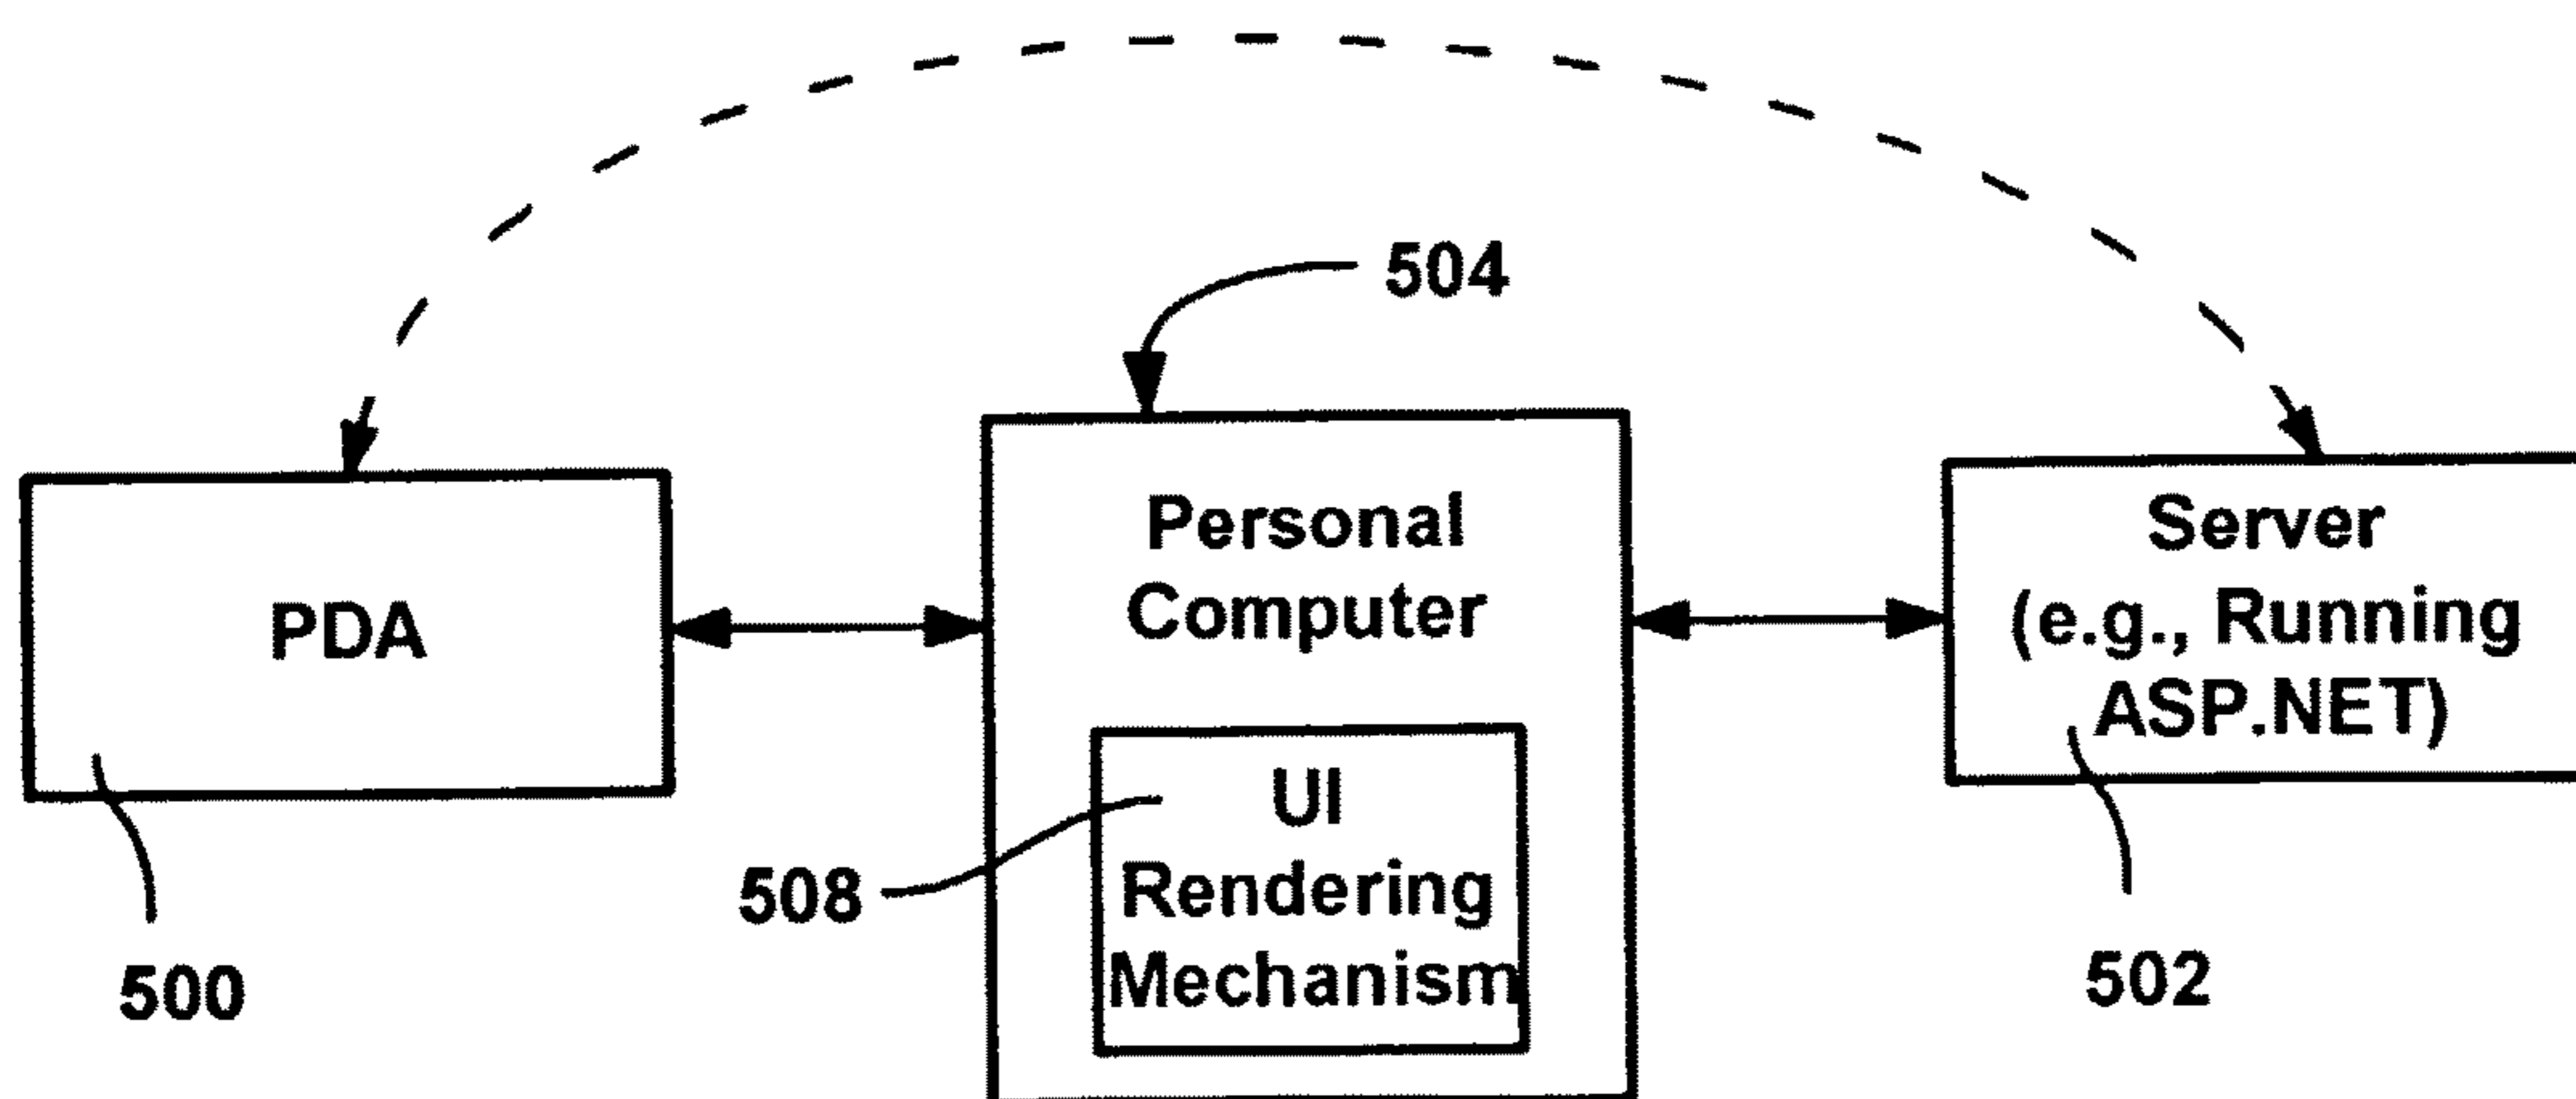 504
PDA
Personal
Computer
Server
(e.g., Running
ASP.NET)
UI
Rendering
Mechanism
508
500
502